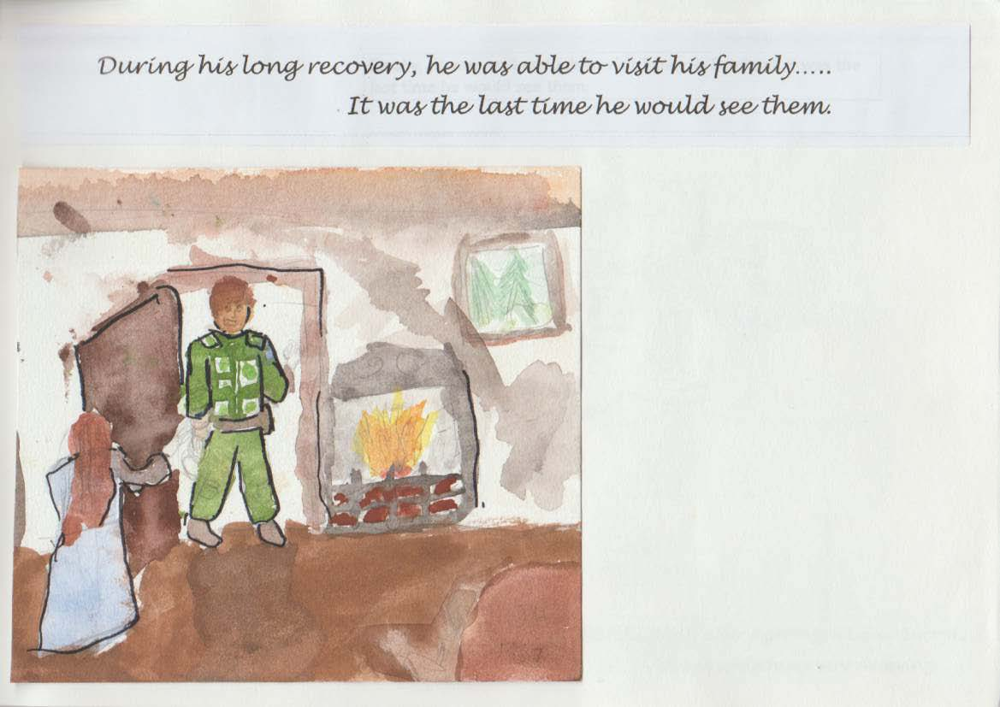 During his long recovery, he was able to visit his family.....
It was the last time he would see them.